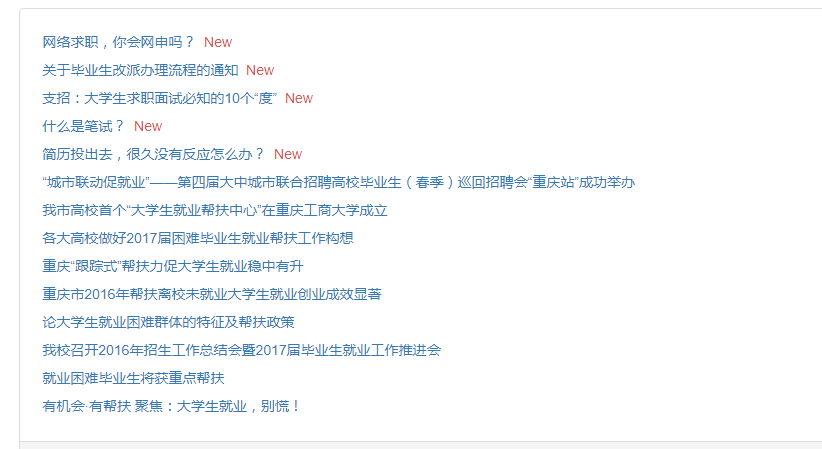 网络求职，你会网申吗？ New
关于毕业生改派办理流程的通知 New
支招：大学生求职面试必知的10个“度” New
什么是笔试？ New
简历投出去，很久没有反应怎么办？ New
“城市联动促就业”——第四届大中城市联合招聘高校毕业生（春季）巡回招聘会“重庆站”成功举办
我市高校首个“大学生就业帮扶中心”在重庆工商大学成立
各大高校做好2017届困难毕业生就业帮扶工作构想
重庆“跟踪式”帮扶力促大学生就业稳中有升
重庆市2016年帮扶离校未就业大学生就业创业成效显著
论大学生就业困难群体的特征及帮扶政策
我校召开2016年招生工作总结会暨2017届毕业生就业工作推进会
就业困难毕业生将获重点帮扶
有机会·有帮扶 聚焦：大学生就业，别慌！